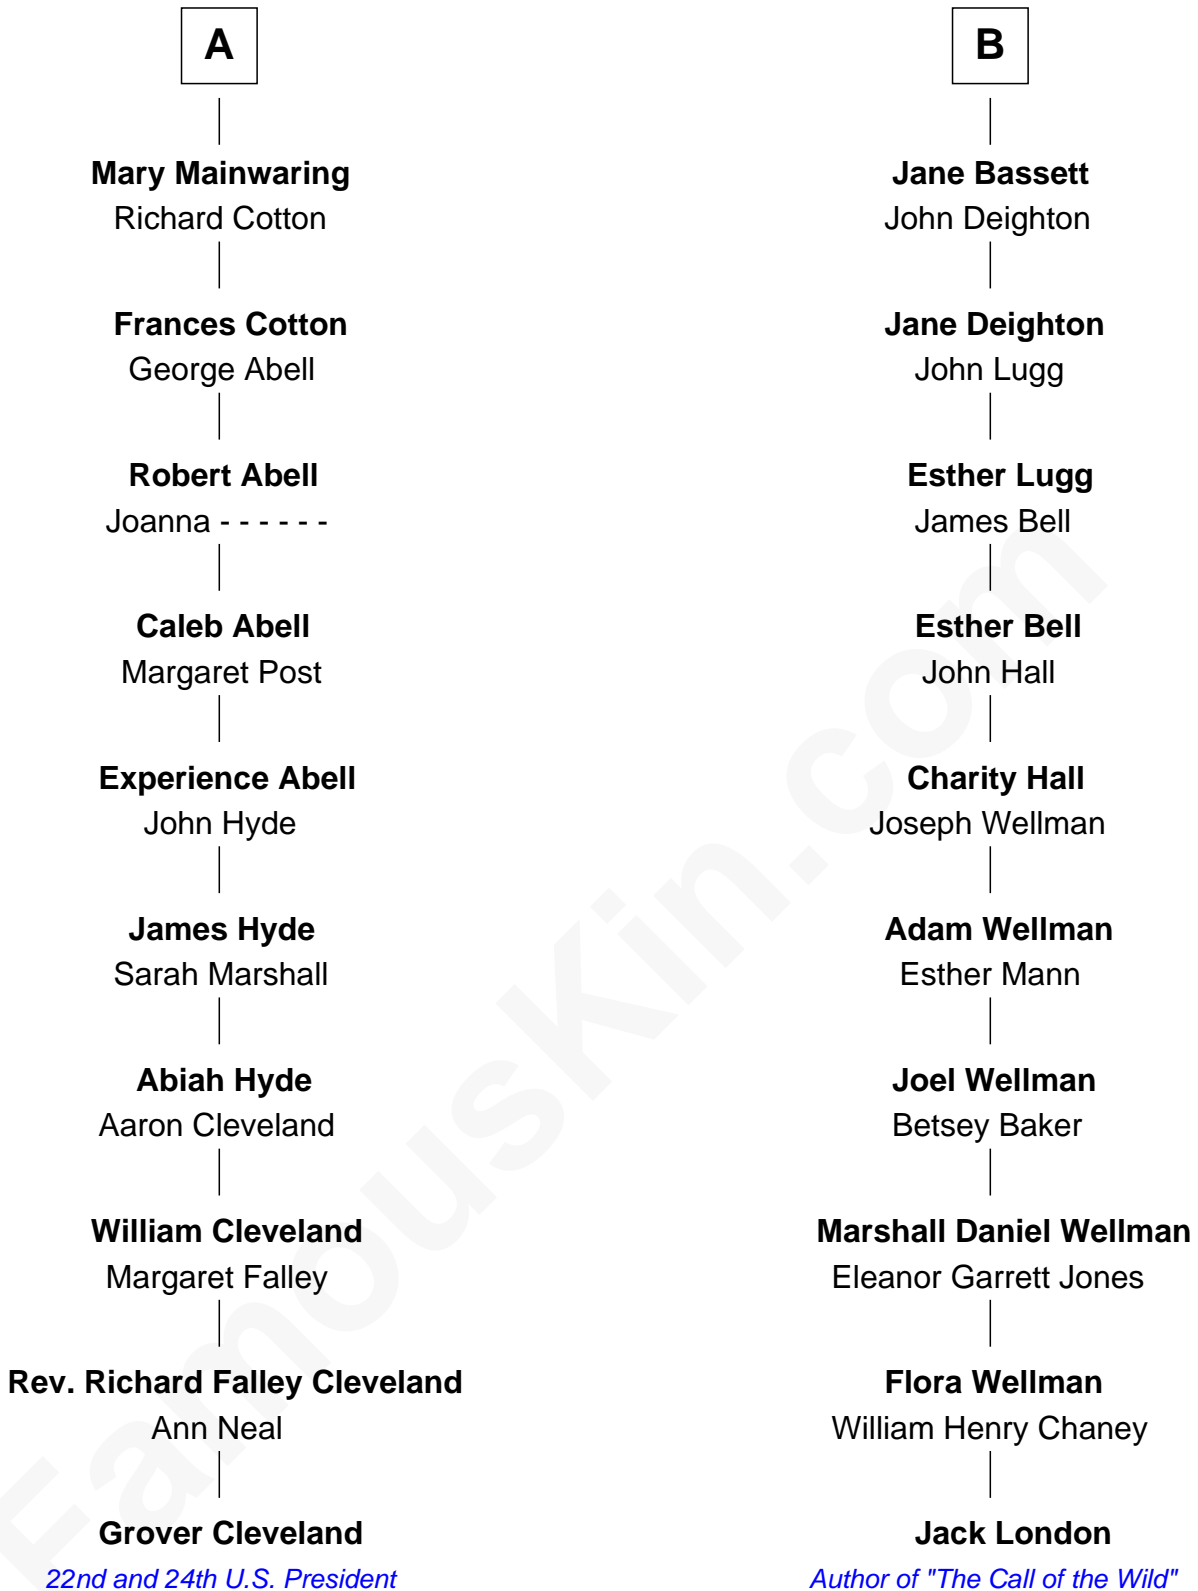 A
Mary Mainwaring
Richard Cotton
Frances Cotton
George Abell
Robert Abell
Joanna - - - - - -
Caleb Abell
Margaret Post
Experience Abell
John Hyde
James Hyde
Sarah Marshall
Abiah Hyde
Aaron Cleveland
William Cleveland
Margaret Falley
Rev. Richard Falley Cleveland
Ann Neal
Grover Cleveland
22nd and 24th U.S. President
B
Jane Bassett
John Deighton
Jane Deighton
John Lugg
Esther Lugg
James Bell
Esther Bell
John Hall
Charity Hall
Joseph Wellman
Adam Wellman
Esther Mann
Joel Wellman
Betsey Baker
Marshall Daniel Wellman
Eleanor Garrett Jones
Flora Wellman
William Henry Chaney
Jack London
Author of "The Call of the Wild"
FamousKin.com